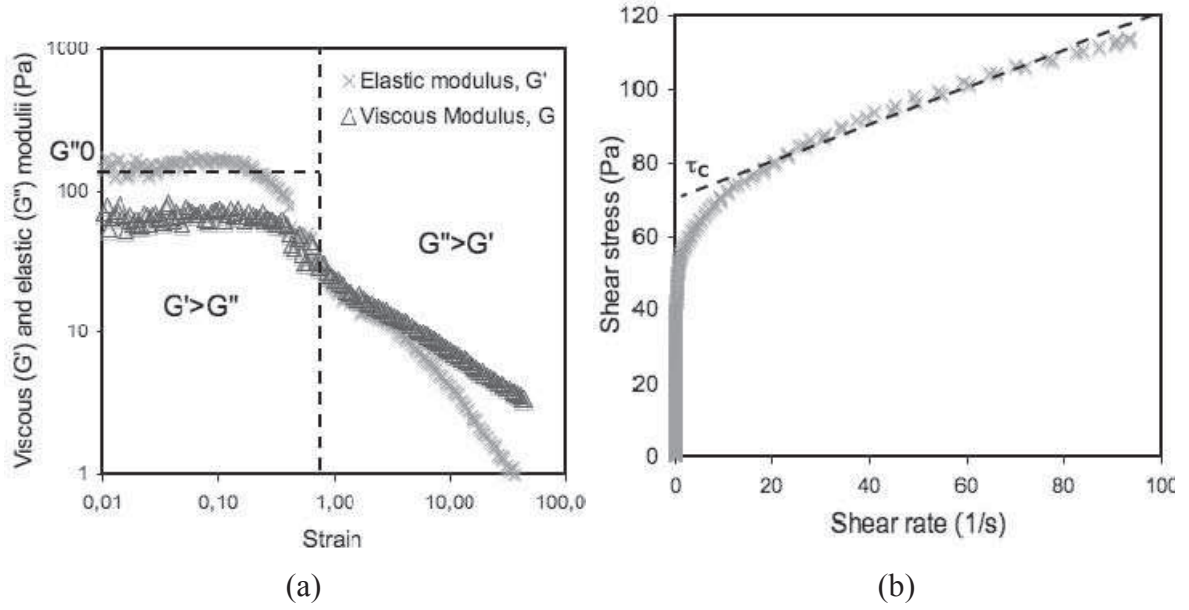 Viscous (G') and elastic (G'') modulii (Pa)
1000
G''0
100
10
1
× Elastic modulus, G'
△ Viscous Modulus, G
G'>G''
G''>G'
0,01
0,10
1,00
10,00
100,0
Strain
(a)
Shear stress (Pa)
120
100
80
60
40
20
0
τc
0
20
40
60
80
100
Shear rate (1/s)
(b)